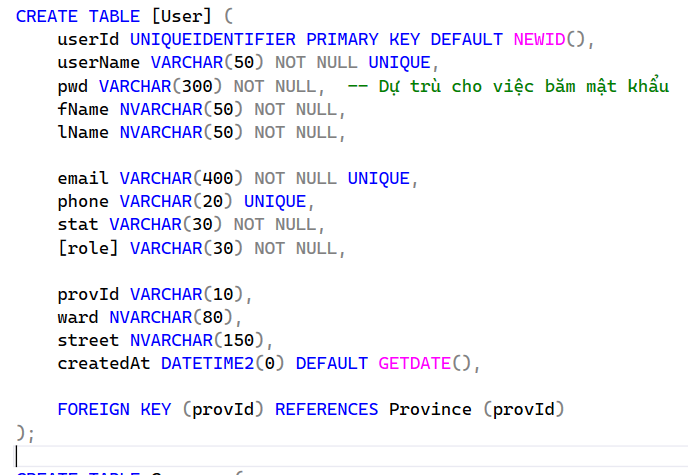 CREATE TABLE [User] (
    userId UNIQUEIDENTIFIER PRIMARY KEY DEFAULT NEWID(),
    userName VARCHAR(50) NOT NULL UNIQUE,
    pwd VARCHAR(300) NOT NULL,  -- Dự trù cho việc băm mật khẩu
    fName NVARCHAR(50) NOT NULL,
    lName NVARCHAR(50) NOT NULL,
    email VARCHAR(400) NOT NULL UNIQUE,
    phone VARCHAR(20) UNIQUE,
    stat VARCHAR(30) NOT NULL,
    [role] VARCHAR(30) NOT NULL,
    provId VARCHAR(10),
    ward NVARCHAR(80),
    street NVARCHAR(150),
    createdAt DATETIME2(0) DEFAULT GETDATE(),
    FOREIGN KEY (provId) REFERENCES Province (provId)
);
CREATE TABLE